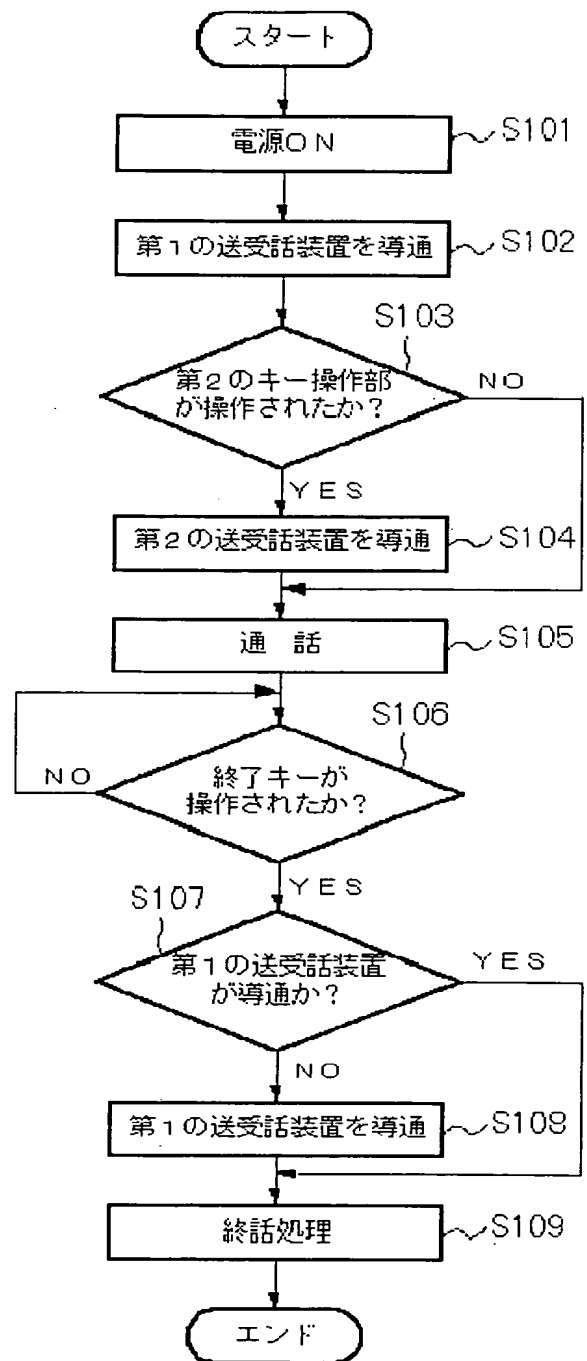 スタート
電源ON
S101
第1の送受話装置を導通
S102
S103
第2のキー操作部
が操作されたか?
NO
YES
第2の送受話装置を導通
S104
通 話
S105
S106
終了キーが
操作されたか?
NO
YES
S107
第1の送受話装置
が導通か?
YES
NO
第1の送受話装置を導通
S108
終話処理
S109
エンド